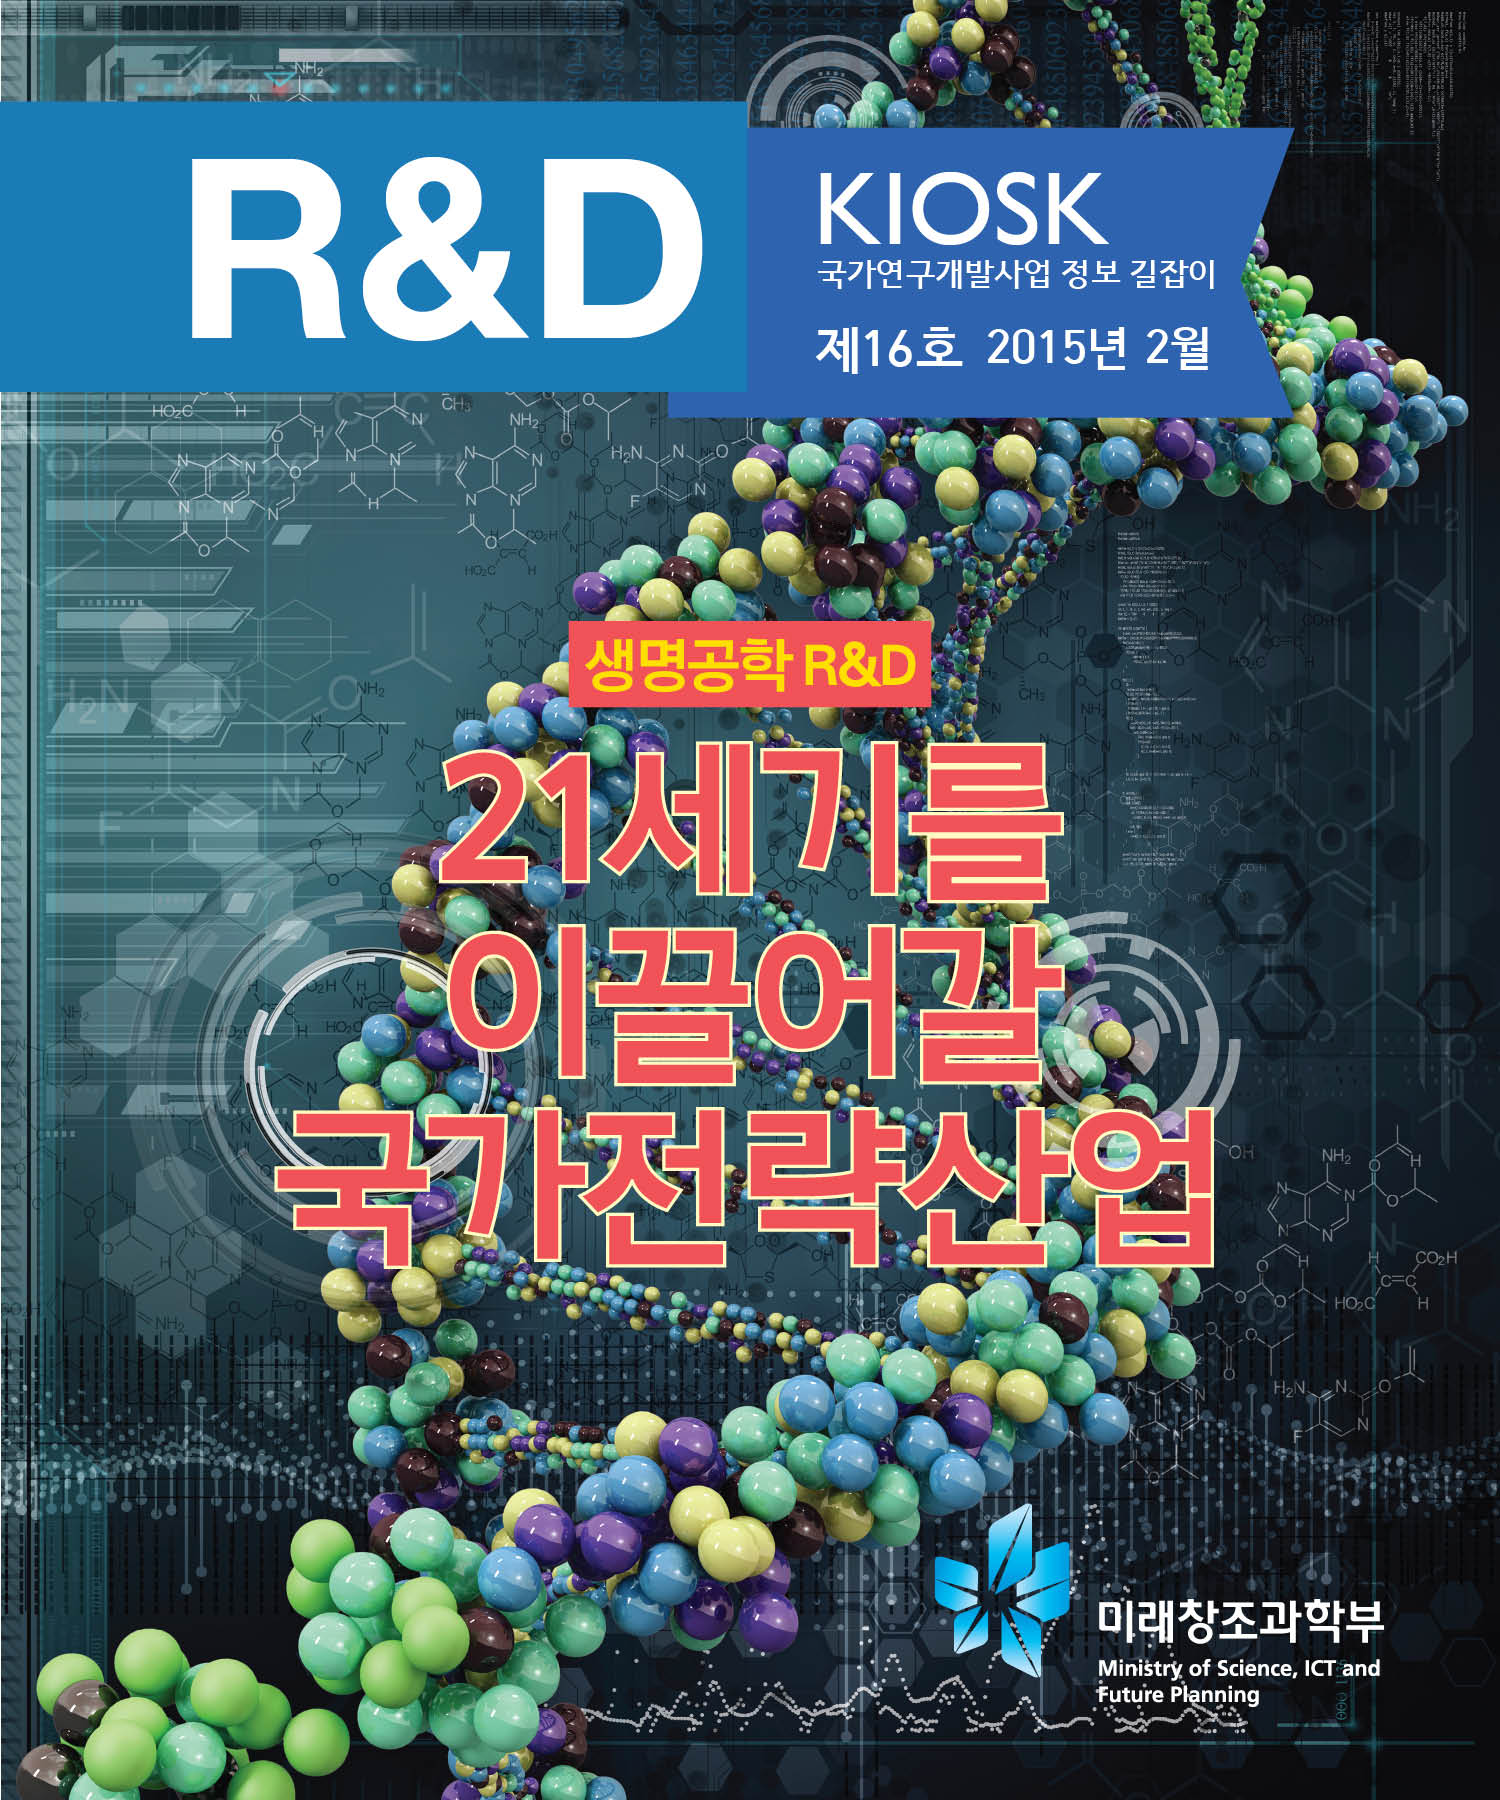 R&D
KIOSK
국가연구개발사업 정보 길잡이
제16호 2015년 2월
생명공학 R&D
21세기를
이끌어갈
국가전략산업
미래창조과학부
Ministry of Science, ICT and
Future Planning